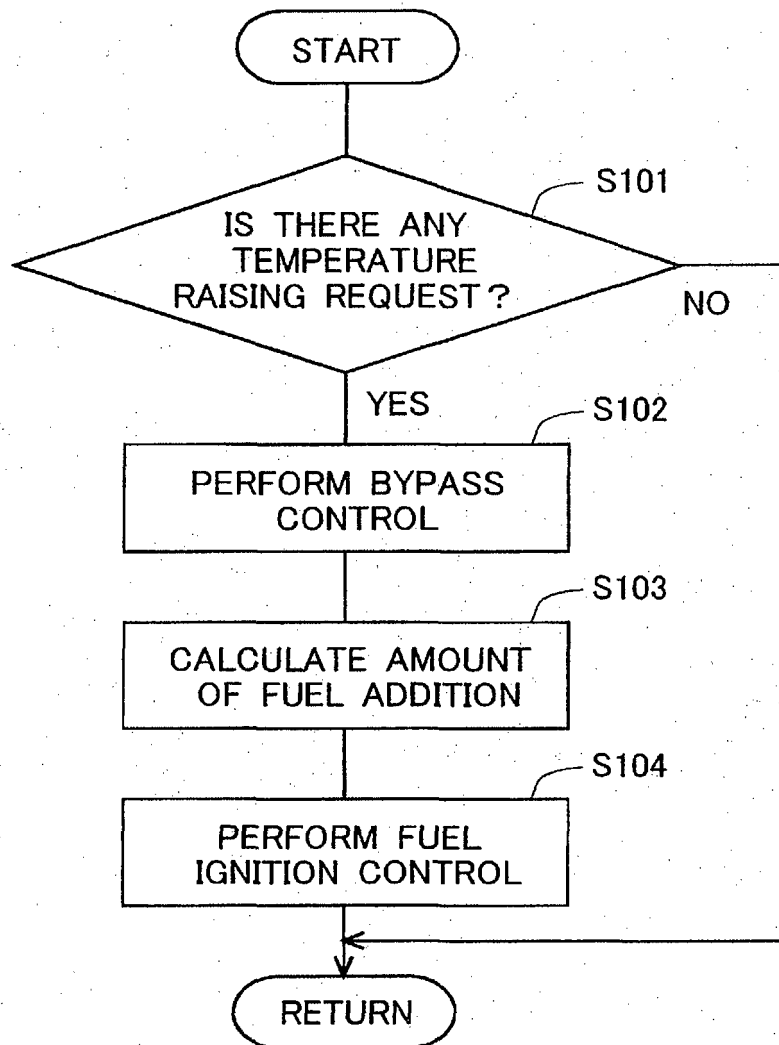 START
S101
IS THERE ANY
TEMPERATURE
RAISING REQUEST?
NO
YES
S102
PERFORM BYPASS
CONTROL
S103
CALCULATE AMOUNT
OF FUEL ADDITION
S104
PERFORM FUEL
IGNITION CONTROL
RETURN